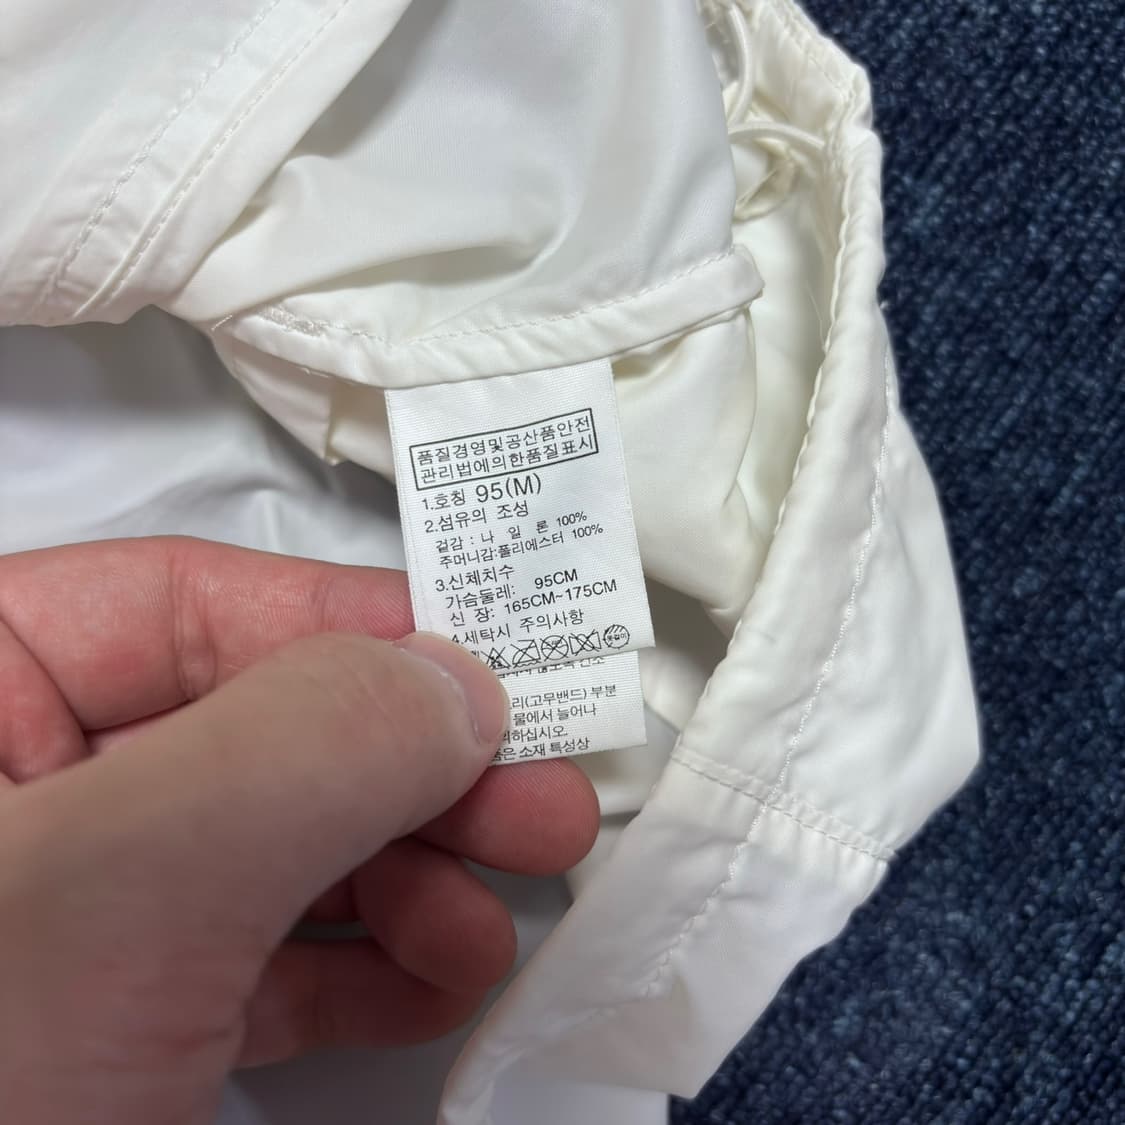 품질경영및공산품안전
관리법에의한품질표시
1.호칭 95(M)
2.섬유의 조성
겉감 : 나 일 론 100%
주머니감:폴리에스터 100%
3.신체치수
가슴둘레: 95CM
신 장: 165CM~175CM
4.세탁시 주의사항
(고무밴드) 부분
물에서 늘어나
하십시오.
은 소재 특성상